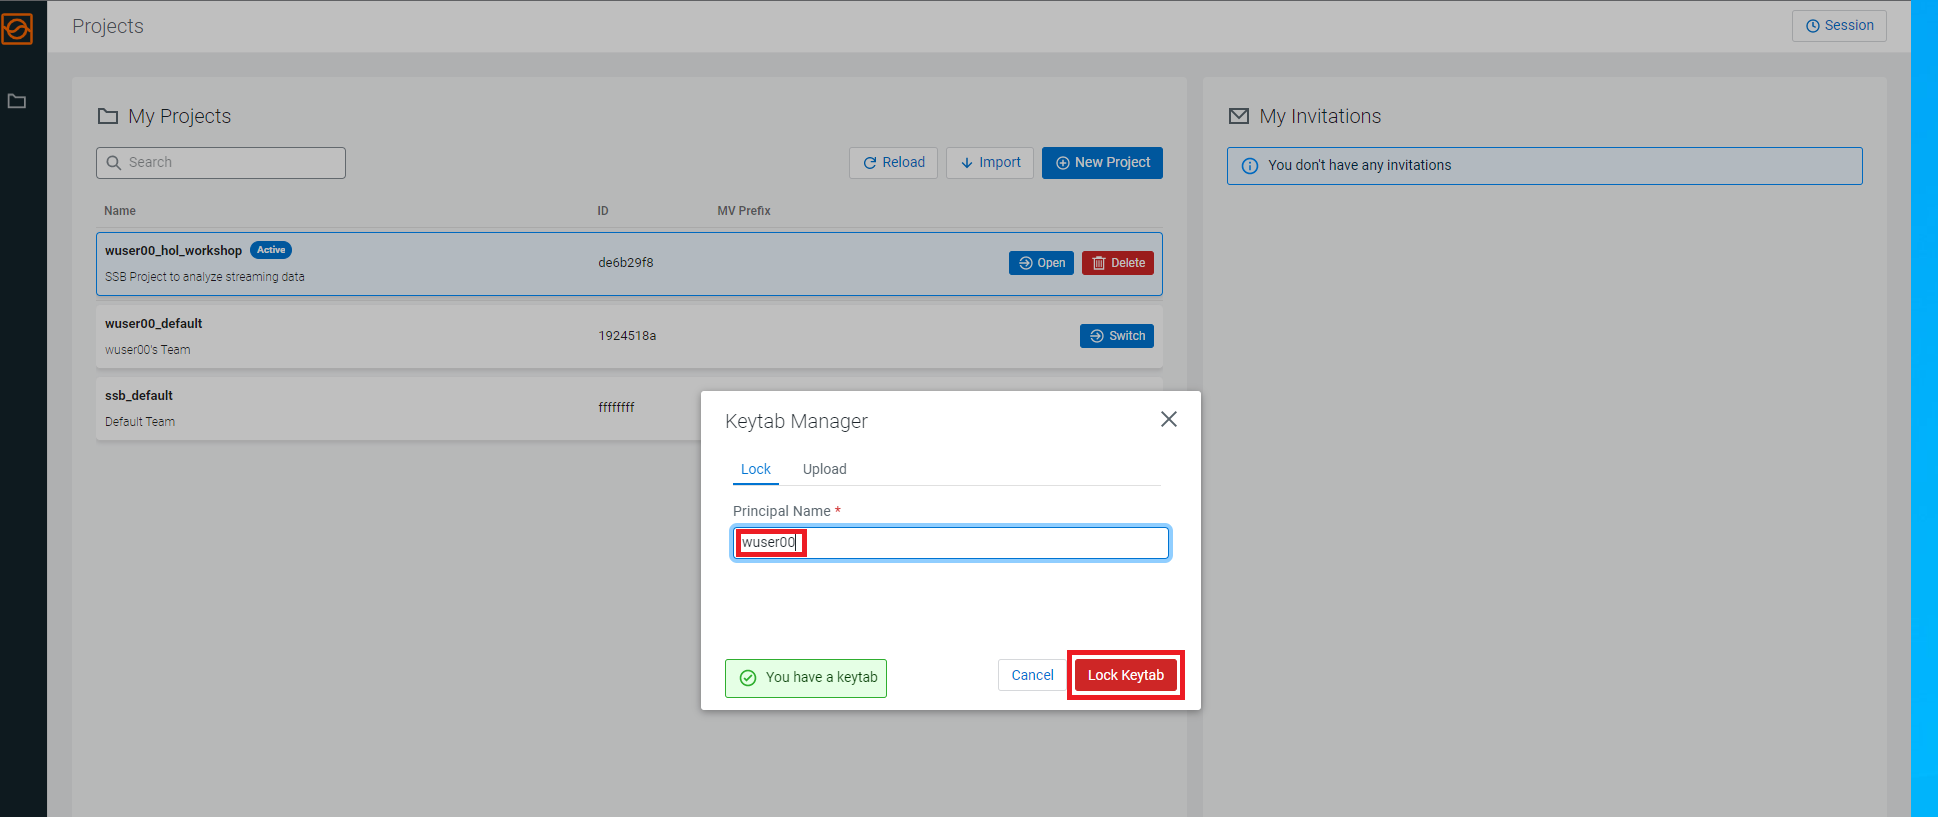 Projects
Session
My Projects
Search
Reload
Import
New Project
Name ID MV Prefix
wuser00_hol_workshop Active
SSB Project to analyze streaming data
de6b29f8
Open
Delete
wuser00_default
wuser00's Team
1924518a
Switch
ssb_default
Default Team
ffffffff
My Invitations
You don't have any invitations
Keytab Manager
Lock Upload
Principal Name *
wuser00
You have a keytab
Cancel
Lock Keytab